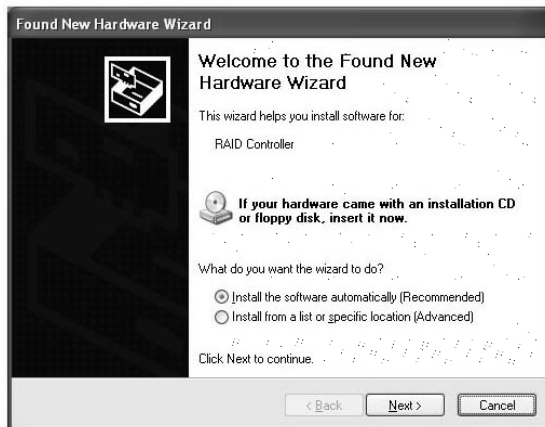 Found New Hardware Wizard
Welcome to the Found New
Hardware Wizard
This wizard helps you install software for:
RAID Controller
If your hardware came with an installation CD
or floppy disk, insert it now.
What do you want the wizard to do?
Install the software automatically (Recommended)
Install from a list or specific location (Advanced)
Click Next to continue.
< Back
Next >
Cancel